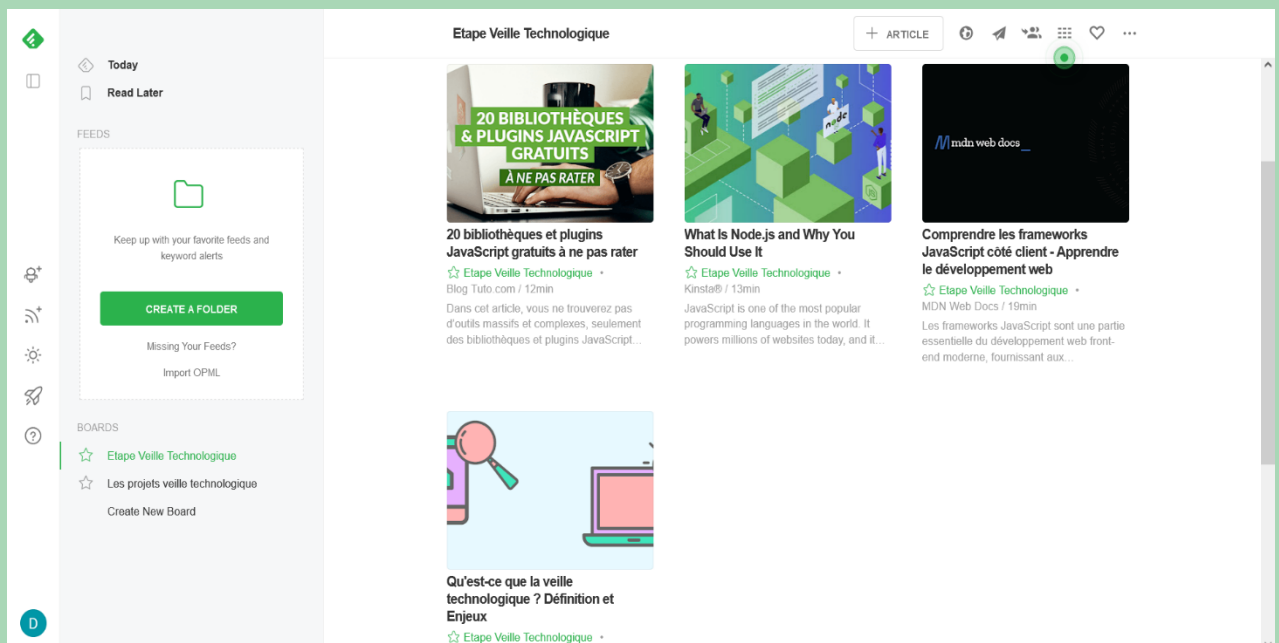 Etape Veille Technologique
ARTICLE
Today
Read Later
FEEDS
Keep up with your favorite feeds and
keyword alerts
CREATE A FOLDER
Missing Your Feeds?
Import OPML
BOARDS
Etape Veille Technologique
Les projets veille technologique
Create New Board
D
20 BIBLIOTHÈQUES
& PLUGINS JAVASCRIPT
GRATUITS
À NE PAS RATER
20 bibliothèques et plugins
JavaScript gratuits à ne pas rater
Etape Veille Technologique •
Blog Tuto.com / 12min
Dans cet article, vous ne trouverez pas
d'outils massifs et complexes, seulement
des bibliothèques et plugins JavaScript...
node
What Is Node.js and Why You
Should Use It
Etape Veille Technologique •
Kinsta® / 13min
JavaScript is one of the most popular
programming languages in the world. It
powers millions of websites today, and it...
mdn web docs _
Comprendre les frameworks
JavaScript côté client - Apprendre
le développement web
Etape Veille Technologique •
MDN Web Docs / 19min
Les frameworks JavaScript sont une partie
essentielle du développement web front-
end moderne, fournissant aux...
Qu'est-ce que la veille
technologique ? Définition et
Enjeux
Etape Veille Technologique •